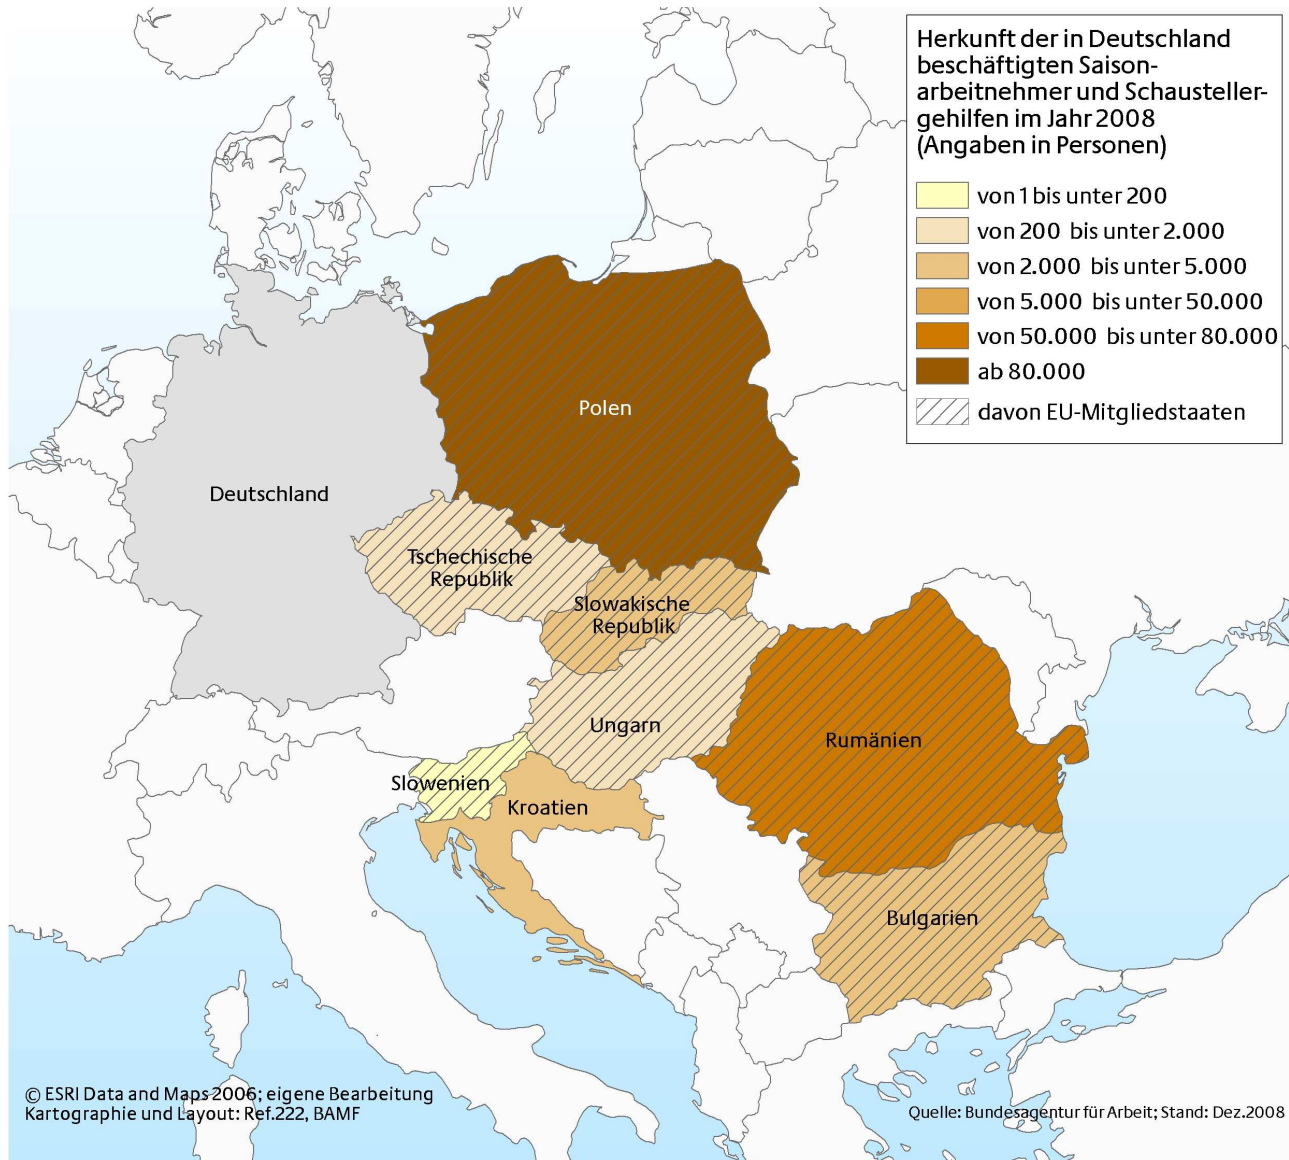 Herkunft der in Deutschland
beschäftigten Saison-
arbeitnehmer und Schausteller-
gehilfen im Jahr 2008
(Angaben in Personen)
von 1 bis unter 200
von 200 bis unter 2.000
von 2.000 bis unter 5.000
von 5.000 bis unter 50.000
von 50.000 bis unter 80.000
ab 80.000
davon EU-Mitgliedstaaten
Polen
Deutschland
Tschechische
Republik
Slowakische
Republik
Ungarn
Rumänien
Slowenien
Kroatien
Bulgarien
© ESRI Data and Maps 2006; eigene Bearbeitung
Kartographie und Layout: Ref.222, BAMF
Quelle: Bundesagentur für Arbeit; Stand: Dez.2008